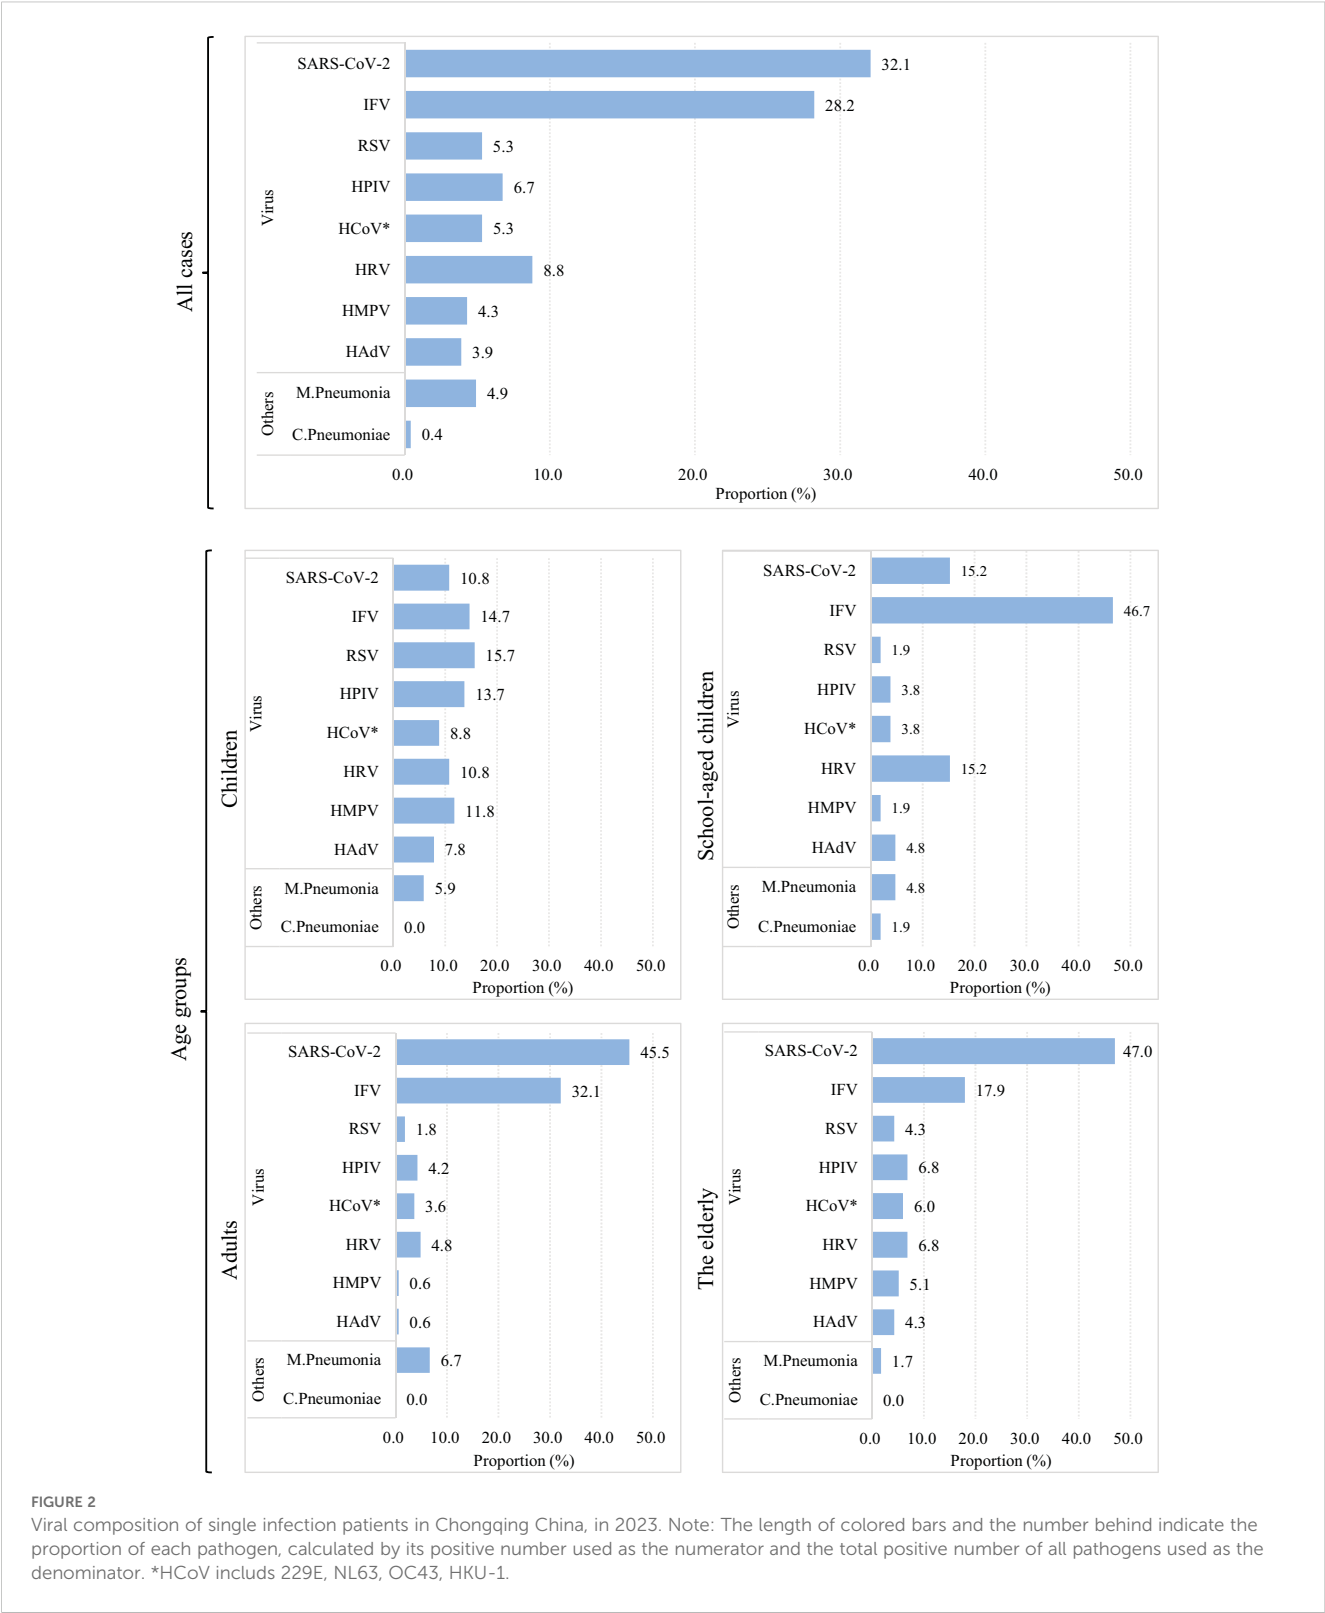 All cases
Virus
SARS-CoV-2 32.1
IFV 28.2
RSV 5.3
HPIV 6.7
HCoV* 5.3
HRV 8.8
HMPV 4.3
HAdV 3.9
Others
M.Pneumonia 4.9
C.Pneumoniae 0.4
0.0 10.0 20.0 30.0 40.0 50.0
Proportion (%)
Age groups
Children
Virus
SARS-CoV-2 10.8
IFV 14.7
RSV 15.7
HPIV 13.7
HCoV* 8.8
HRV 10.8
HMPV 11.8
HAdV 7.8
Others
M.Pneumonia 5.9
C.Pneumoniae 0.0
0.0 10.0 20.0 30.0 40.0 50.0
Proportion (%)
School-aged children
Virus
SARS-CoV-2 15.2
IFV 46.7
RSV 1.9
HPIV 3.8
HCoV* 3.8
HRV 15.2
HMPV 1.9
HAdV 4.8
Others
M.Pneumonia 4.8
C.Pneumoniae 1.9
0.0 10.0 20.0 30.0 40.0 50.0
Proportion (%)
Adults
Virus
SARS-CoV-2 45.5
IFV 32.1
RSV 1.8
HPIV 4.2
HCoV* 3.6
HRV 4.8
HMPV 0.6
HAdV 0.6
Others
M.Pneumonia 6.7
C.Pneumoniae 0.0
0.0 10.0 20.0 30.0 40.0 50.0
Proportion (%)
The elderly
Virus
SARS-CoV-2 47.0
IFV 17.9
RSV 4.3
HPIV 6.8
HCoV* 6.0
HRV 6.8
HMPV 5.1
HAdV 4.3
Others
M.Pneumonia 1.7
C.Pneumoniae 0.0
0.0 10.0 20.0 30.0 40.0 50.0
Proportion (%)
FIGURE 2
Viral composition of single infection patients in Chongqing China, in 2023. Note: The length of colored bars and the number behind indicate the
proportion of each pathogen, calculated by its positive number used as the numerator and the total positive number of all pathogens used as the
denominator. *HCoV includs 229E, NL63, OC43, HKU-1.